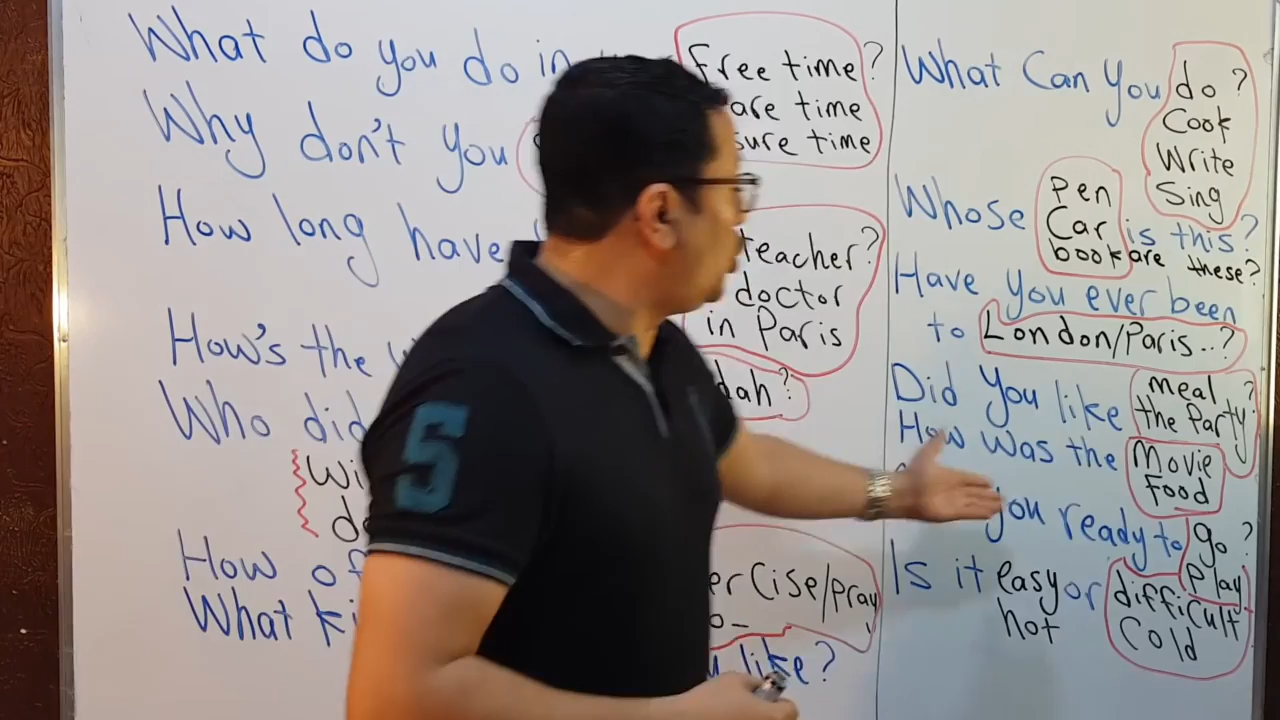 What do you do in
Free time?
are time
sure time
Why don't you
How long have
teacher?
doctor
in Paris
How's the
dah?
Who did
Wi
de
How of
er Cise/pray
o_
What ki
like?
5
What Can You do?
Cook
Write
Sing
Whose Pen
Car is this?
book are these?
Have you ever been
to London/Paris..?
Did You like meal
the Party?
How was the Movie
food
you ready to go?
Play
Is it easy or difficult
hot Cold